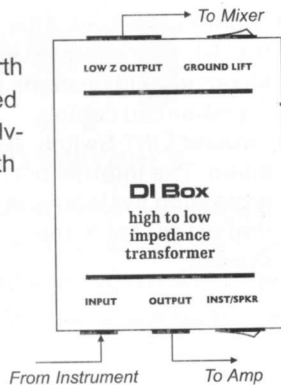 To Mixer
LOW Z OUTPUT GROUND LIFT
DI Box
high to low
impedance
transformer
INPUT OUTPUT INST/SPKR
From Instrument To Amp